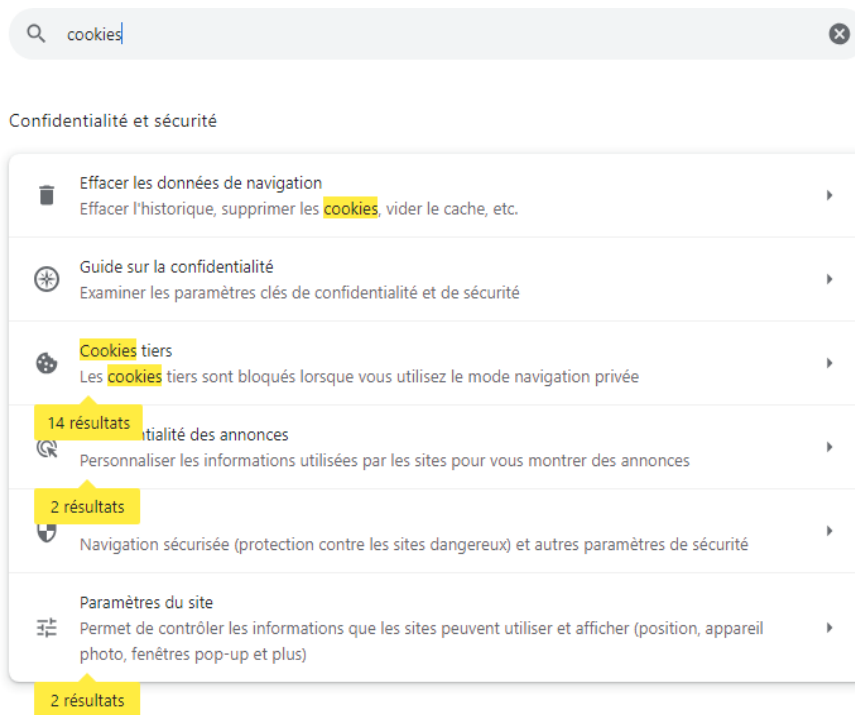 cookies
Confidentialité et sécurité
Effacer les données de navigation
Effacer l'historique, supprimer les cookies, vider le cache, etc.
Guide sur la confidentialité
Examiner les paramètres clés de confidentialité et de sécurité
Cookies tiers
Les cookies tiers sont bloqués lorsque vous utilisez le mode navigation privée
14 résultats
ntialité des annonces
Personnaliser les informations utilisées par les sites pour vous montrer des annonces
2 résultats
Navigation sécurisée (protection contre les sites dangereux) et autres paramètres de sécurité
Paramètres du site
Permet de contrôler les informations que les sites peuvent utiliser et afficher (position, appareil
photo, fenêtres pop-up et plus)
2 résultats